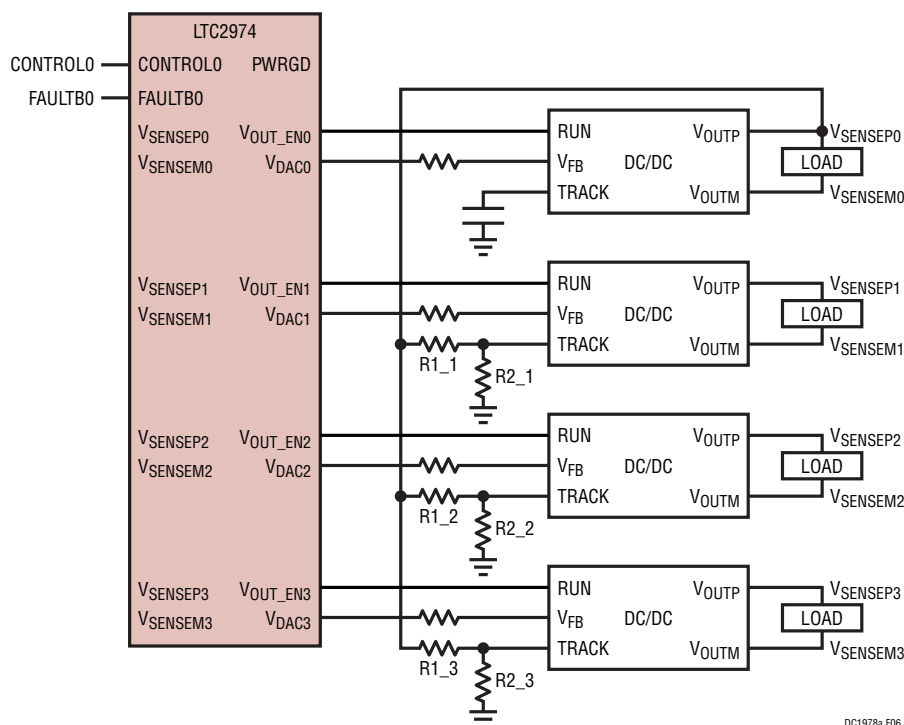 LTC2974
CONTROL0 CONTROL0 PWRGD
FAULTB0 FAULTB0
VSENSEP0 VOUT_EN0 RUN VOUTP VSENSEP0
VSENSEM0 VDAC0 VFB DC/DC LOAD
TRACK VOUTM VSENSEM0
VSENSEP1 VOUT_EN1 RUN VOUTP VSENSEP1
VSENSEM1 VDAC1 VFB DC/DC LOAD
TRACK VOUTM VSENSEM1
R1_1
R2_1
VSENSEP2 VOUT_EN2 RUN VOUTP VSENSEP2
VSENSEM2 VDAC2 VFB DC/DC LOAD
TRACK VOUTM VSENSEM2
R1_2
R2_2
VSENSEP3 VOUT_EN3 RUN VOUTP VSENSEP3
VSENSEM3 VDAC3 VFB DC/DC LOAD
TRACK VOUTM VSENSEM3
R1_3
R2_3
DC1978a F06